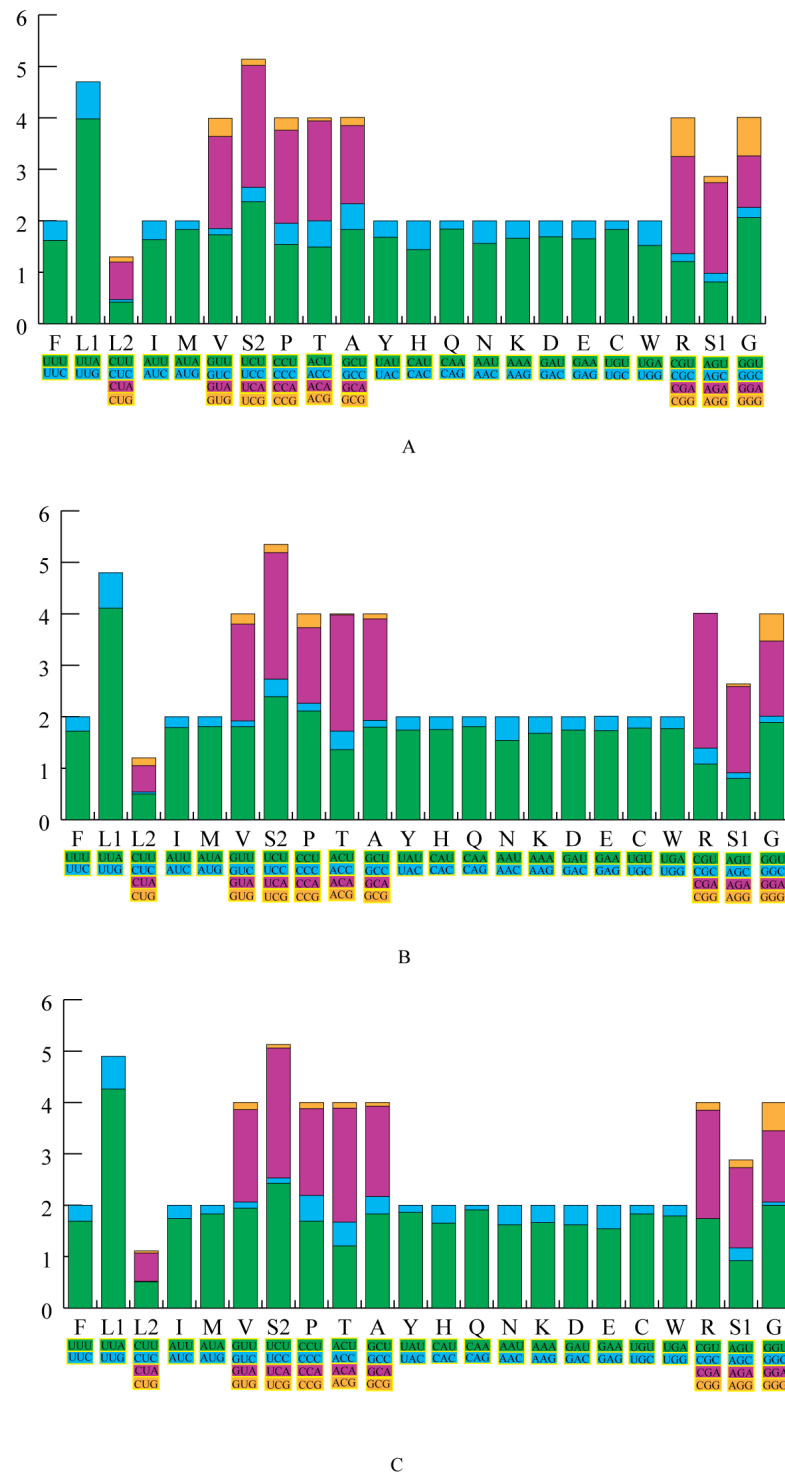 6
5
4
3
2
1
0
F L1 L2 I M V S2 P T A Y H Q N K D E C W R S1 G
UUU UUA CUU AUU AUA GUU UCU CCU ACU GCU UAU CAU CAA AAU AAA GAU GAA UGU UGA CGU AGU GGU
UUC UUG CUC AUC AUG GUC UCC CCC ACC GCC UAC CAC CAG AAC AAG GAC GAG UGC UGG CGC AGC GGC
CUA GUA UCA CCA ACA GCA CGA AGA GGA
CUG GUG UCG CCG ACG GCG CGG AGG GGG
A
6
5
4
3
2
1
0
F L1 L2 I M V S2 P T A Y H Q N K D E C W R S1 G
UUU UUA CUU AUU AUA GUU UCU CCU ACU GCU UAU CAU CAA AAU AAA GAU GAA UGU UGA CGU AGU GGU
UUC UUG CUC AUC AUG GUC UCC CCC ACC GCC UAC CAC CAG AAC AAG GAC GAG UGC UGG CGC AGC GGC
CUA GUA UCA CCA ACA GCA CGA AGA GGA
CUG GUG UCG CCG ACG GCG CGG AGG GGG
B
6
5
4
3
2
1
0
F L1 L2 I M V S2 P T A Y H Q N K D E C W R S1 G
UUU UUA CUU AUU AUA GUU UCU CCU ACU GCU UAU CAU CAA AAU AAA GAU GAA UGU UGA CGU AGU GGU
UUC UUG CUC AUC AUG GUC UCC CCC ACC GCC UAC CAC CAG AAC AAG GAC GAG UGC UGG CGC AGC GGC
CUA GUA UCA CCA ACA GCA CGA AGA GGA
CUG GUG UCG CCG ACG GCG CGG AGG GGG
C